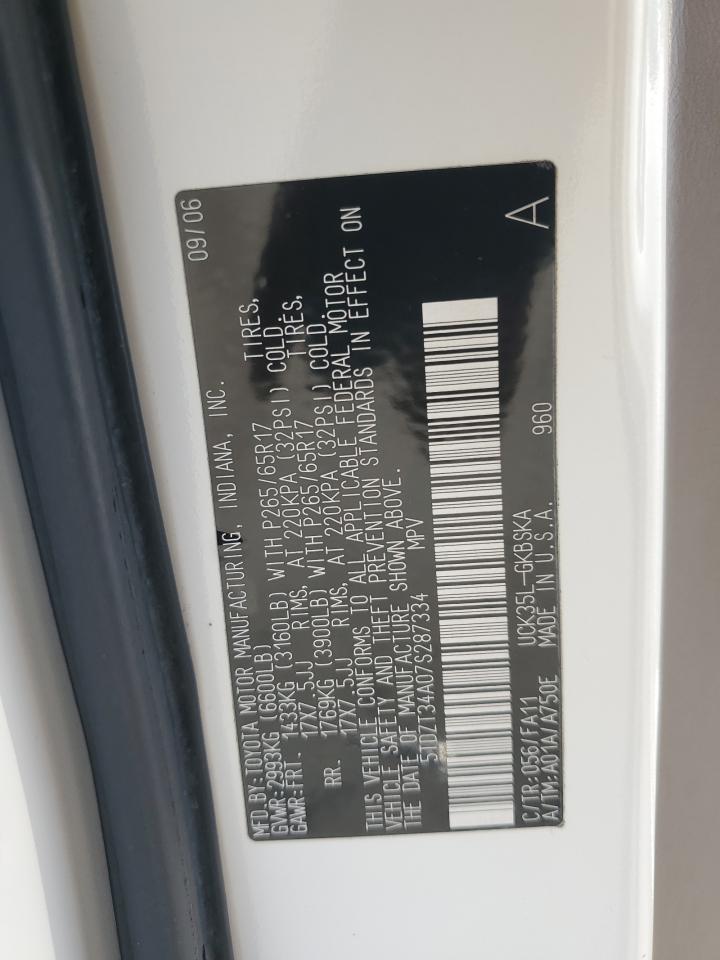 MFD.BY:TOYOTA MOTOR MANUFACTURING, INDIANA, INC. 09/06
GVWR:2993KG (6600LB)
GAWR:FRT. 1433KG (3160LB) WITH P265/65R17 TIRES,
17X7.5JJ RIMS, AT 220KPA (32PSI) COLD.
RR. 1769KG (3900LB) WITH P265/65R17 TIRES,
17X7.5JJ RIMS, AT 220KPA (32PSI) COLD.
THIS VEHICLE CONFORMS TO ALL APPLICABLE FEDERAL MOTOR
VEHICLE SAFETY AND THEFT PREVENTION STANDARDS IN EFFECT ON
THE DATE OF MANUFACTURE SHOWN ABOVE.
5TDZT34A07S287334 MPV
C/TR:056/FA11 UCK35L-GKBSKA
A/TM:A01A/A750E MADE IN U.S.A. 960 A